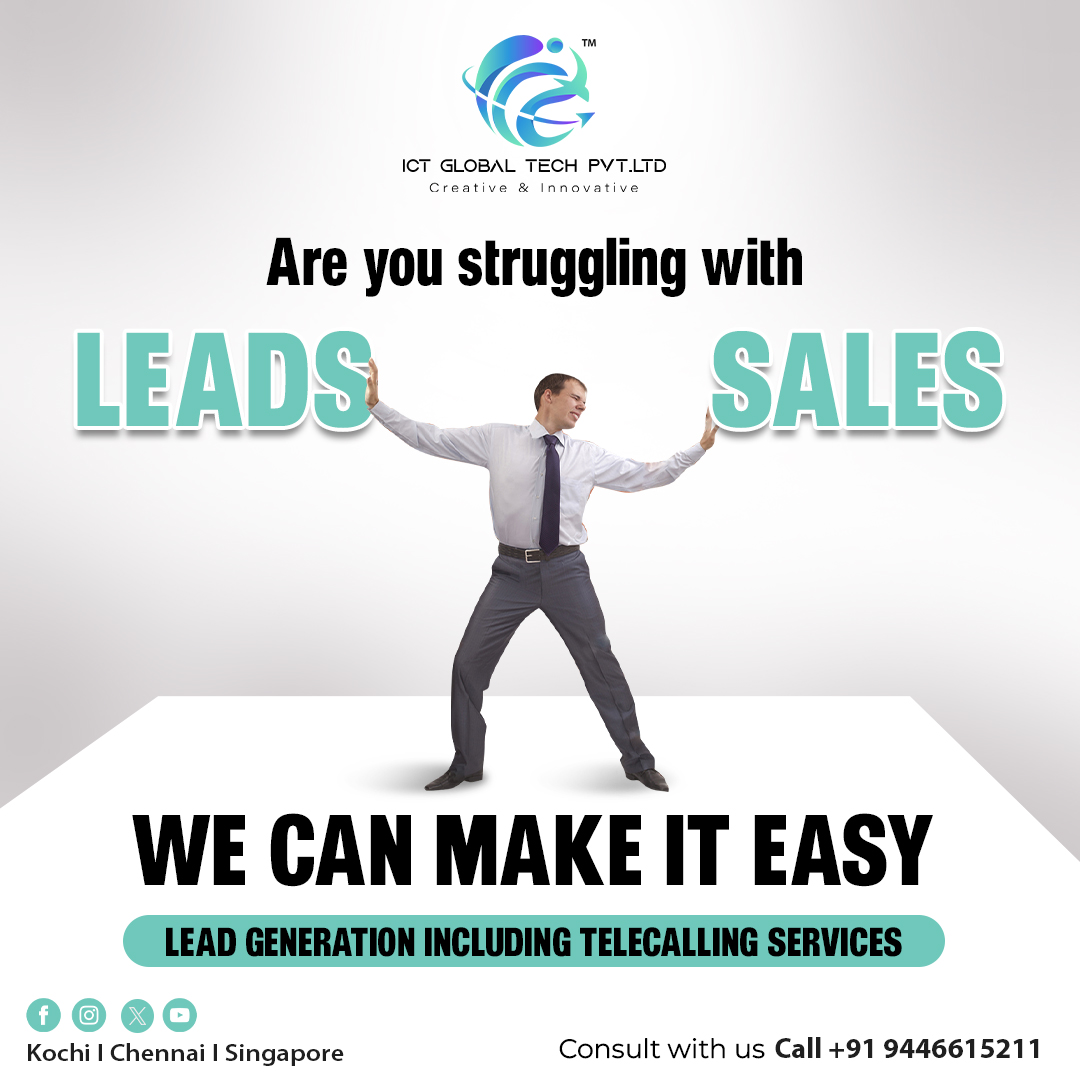 TM
ICT GLOBAL TECH PVT.LTD
Creative & Innovative
Are you struggling with
LEADS SALES
WE CAN MAKE IT EASY
LEAD GENERATION INCLUDING TELECALLING SERVICES
Kochi I Chennai I Singapore
Consult with us Call +91 9446615211